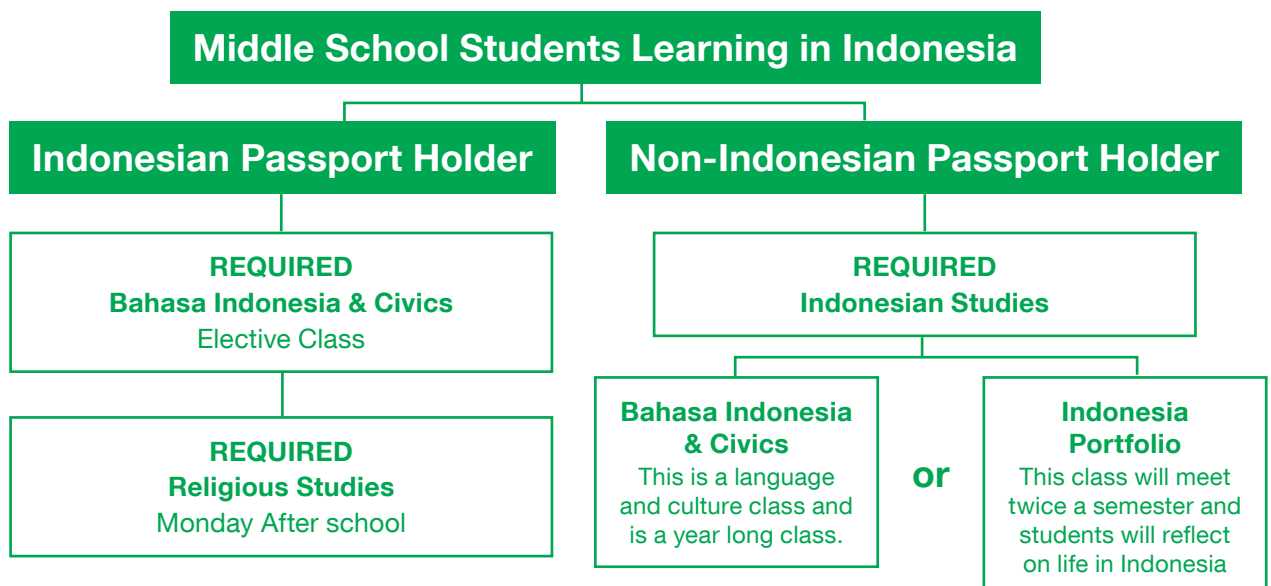 Middle School Students Learning in Indonesia
Indonesian Passport Holder
REQUIRED
Bahasa Indonesia & Civics
Elective Class
REQUIRED
Religious Studies
Monday After school
Non-Indonesian Passport Holder
REQUIRED
Indonesian Studies
Bahasa Indonesia
& Civics
This is a language
and culture class and
is a year long class.
or
Indonesia
Portfolio
This class will meet
twice a semester and
students will reflect
on life in Indonesia